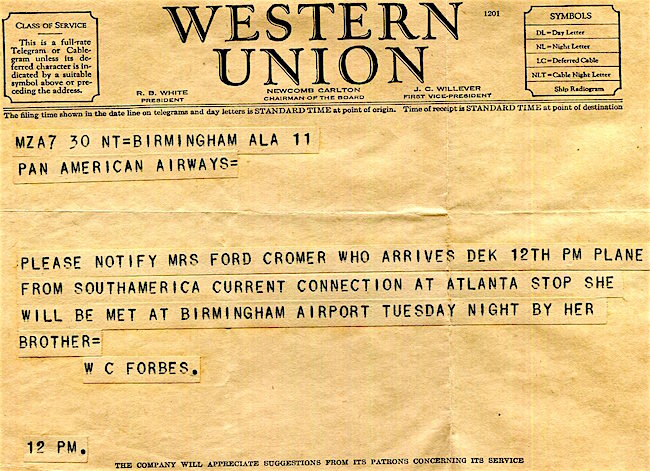 CLASS OF SERVICE
This is a full-rate
Telegram or Cable-
gram unless its de-
ferred character is in-
dicated by a suitable
symbol above or pre-
ceding the address.
WESTERN
UNION
1201
SYMBOLS
DL=Day Letter
NL=Night Letter
LC=Deferred Cable
NLT=Cable Night Letter
Ship Radiogram
R. B. WHITE
PRESIDENT
NEWCOMB CARLTON
CHAIRMAN OF THE BOARD
J. C. WILLEVER
FIRST VICE-PRESIDENT
The filing time shown in the date line on telegrams and day letters is STANDARD TIME at point of origin. Time of receipt is STANDARD TIME at point of destination
MZA7 30 NT=BIRMINGHAM ALA 11
PAN AMERICAN AIRWAYS=
PLEASE NOTIFY MRS FORD CROMER WHO ARRIVES DEK 12TH PM PLANE
FROM SOUTHAMERICA CURRENT CONNECTION AT ATLANTA STOP SHE
WILL BE MET AT BIRMINGHAM AIRPORT TUESDAY NIGHT BY HER
BROTHER=
W C FORBES.
12 PM.
THE COMPANY WILL APPRECIATE SUGGESTIONS FROM ITS PATRONS CONCERNING ITS SERVICE